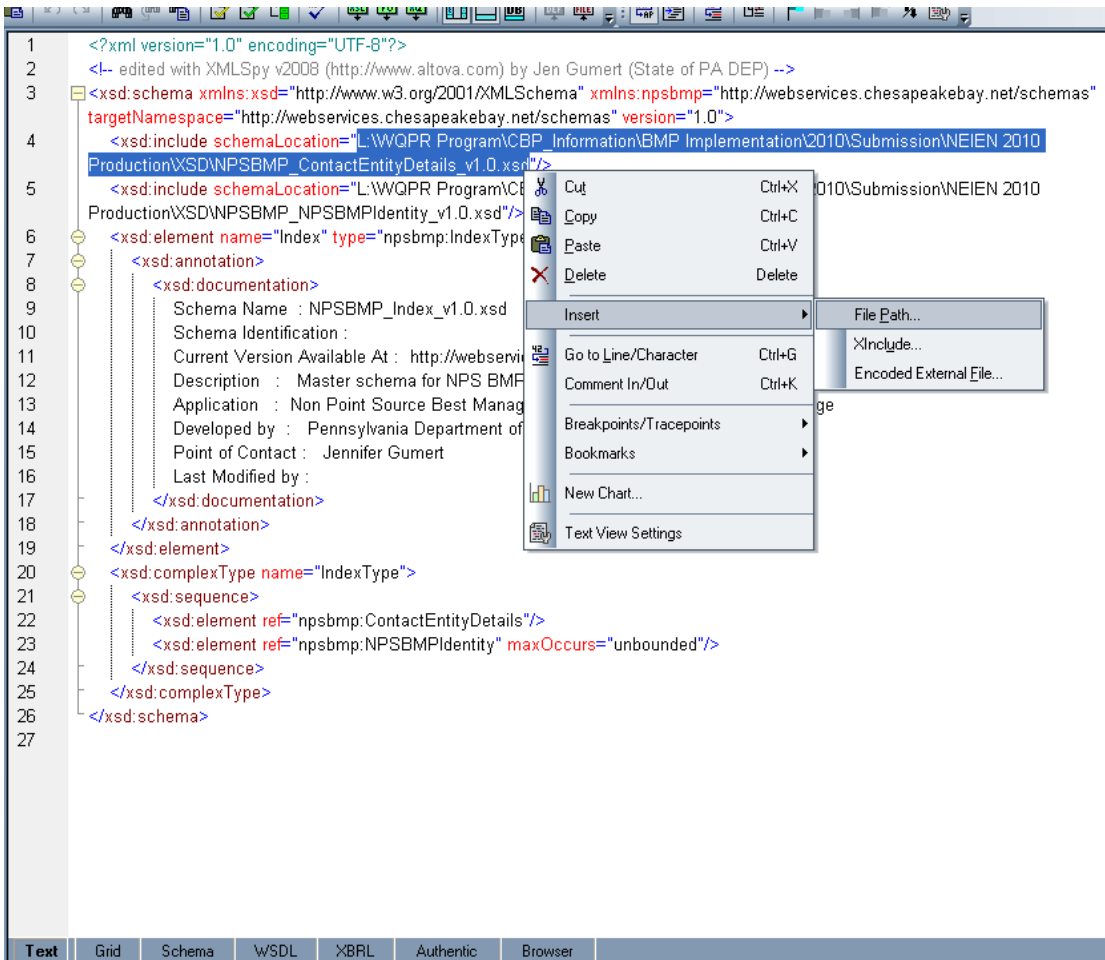 1 <?xml version="1.0" encoding="UTF-8"?>
2 <!-- edited with XMLSpy v2008 (http://www.altova.com) by Jen Gumert (State of PA DEP) -->
3 <xsd:schema xmlns:xsd="http://www.w3.org/2001/XMLSchema" xmlns:npsbmp="http://webservices.chesapeakebay.net/schemas"
targetNamespace="http://webservices.chesapeakebay.net/schemas" version="1.0">
4 <xsd:include schemaLocation="L:\WQPR Program\CBP_Information\BMP Implementation\2010\Submission\NEIEN 2010
Production\XSD\NPSBMP_ContactEntityDetails_v1.0.xsd"/>
5 <xsd:include schemaLocation="L:\WQPR Program\CB 010\Submission\NEIEN 2010
Production\XSD\NPSBMP_NPSBMPIdentity_v1.0.xsd"/>
6 <xsd:element name="Index" type="npsbmp:IndexType
7 <xsd:annotation>
8 <xsd:documentation>
9 Schema Name : NPSBMP_Index_v1.0.xsd
10 Schema Identification :
11 Current Version Available At : http://webservi
12 Description : Master schema for NPS BMP
13 Application : Non Point Source Best Manag ge
14 Developed by : Pennsylvania Department of
15 Point of Contact : Jennifer Gumert
16 Last Modified by :
17 </xsd:documentation>
18 </xsd:annotation>
19 </xsd:element>
20 <xsd:complexType name="IndexType">
21 <xsd:sequence>
22 <xsd:element ref="npsbmp:ContactEntityDetails"/>
23 <xsd:element ref="npsbmp:NPSBMPIdentity" maxOccurs="unbounded"/>
24 </xsd:sequence>
25 </xsd:complexType>
26 </xsd:schema>
27
Cut Ctrl+X
Copy Ctrl+C
Paste Ctrl+V
Delete Delete
Insert
Go to Line/Character Ctrl+G
Comment In/Out Ctrl+K
Breakpoints/Tracepoints
Bookmarks
New Chart...
Text View Settings
File Path...
XInclude...
Encoded External File...
Text Grid Schema WSDL XBRL Authentic Browser